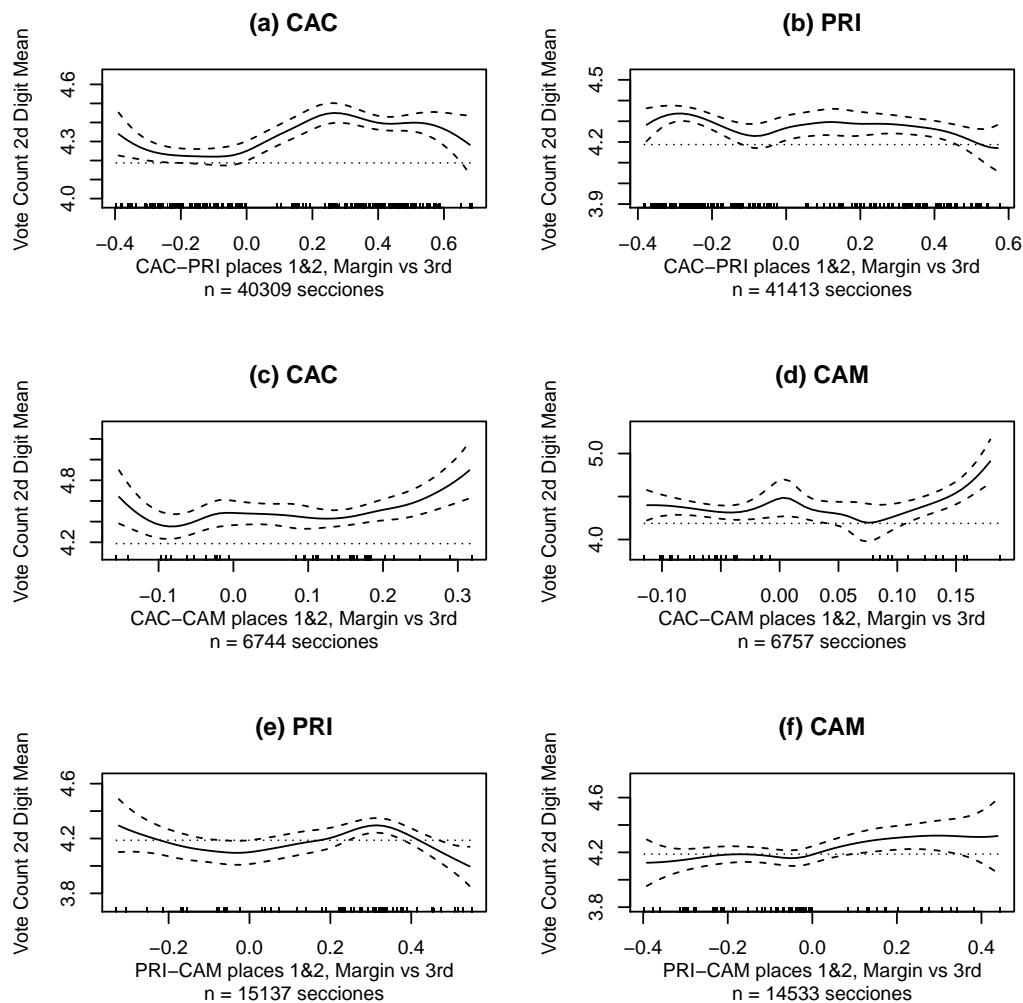 (a) CAC
Vote Count 2d Digit Mean
4.0 4.3 4.6
−0.4 −0.2 0.0 0.2 0.4 0.6
CAC−PRI places 1&2, Margin vs 3rd
n = 40309 secciones
(b) PRI
Vote Count 2d Digit Mean
3.9 4.2 4.5
−0.4 −0.2 0.0 0.2 0.4 0.6
CAC−PRI places 1&2, Margin vs 3rd
n = 41413 secciones
(c) CAC
Vote Count 2d Digit Mean
4.2 4.8
−0.1 0.0 0.1 0.2 0.3
CAC−CAM places 1&2, Margin vs 3rd
n = 6744 secciones
(d) CAM
Vote Count 2d Digit Mean
4.0 5.0
−0.10 0.00 0.05 0.10 0.15
CAC−CAM places 1&2, Margin vs 3rd
n = 6757 secciones
(e) PRI
Vote Count 2d Digit Mean
3.8 4.2 4.6
−0.2 0.0 0.2 0.4
PRI−CAM places 1&2, Margin vs 3rd
n = 15137 secciones
(f) CAM
Vote Count 2d Digit Mean
3.8 4.2 4.6
−0.4 −0.2 0.0 0.2 0.4
PRI−CAM places 1&2, Margin vs 3rd
n = 14533 secciones